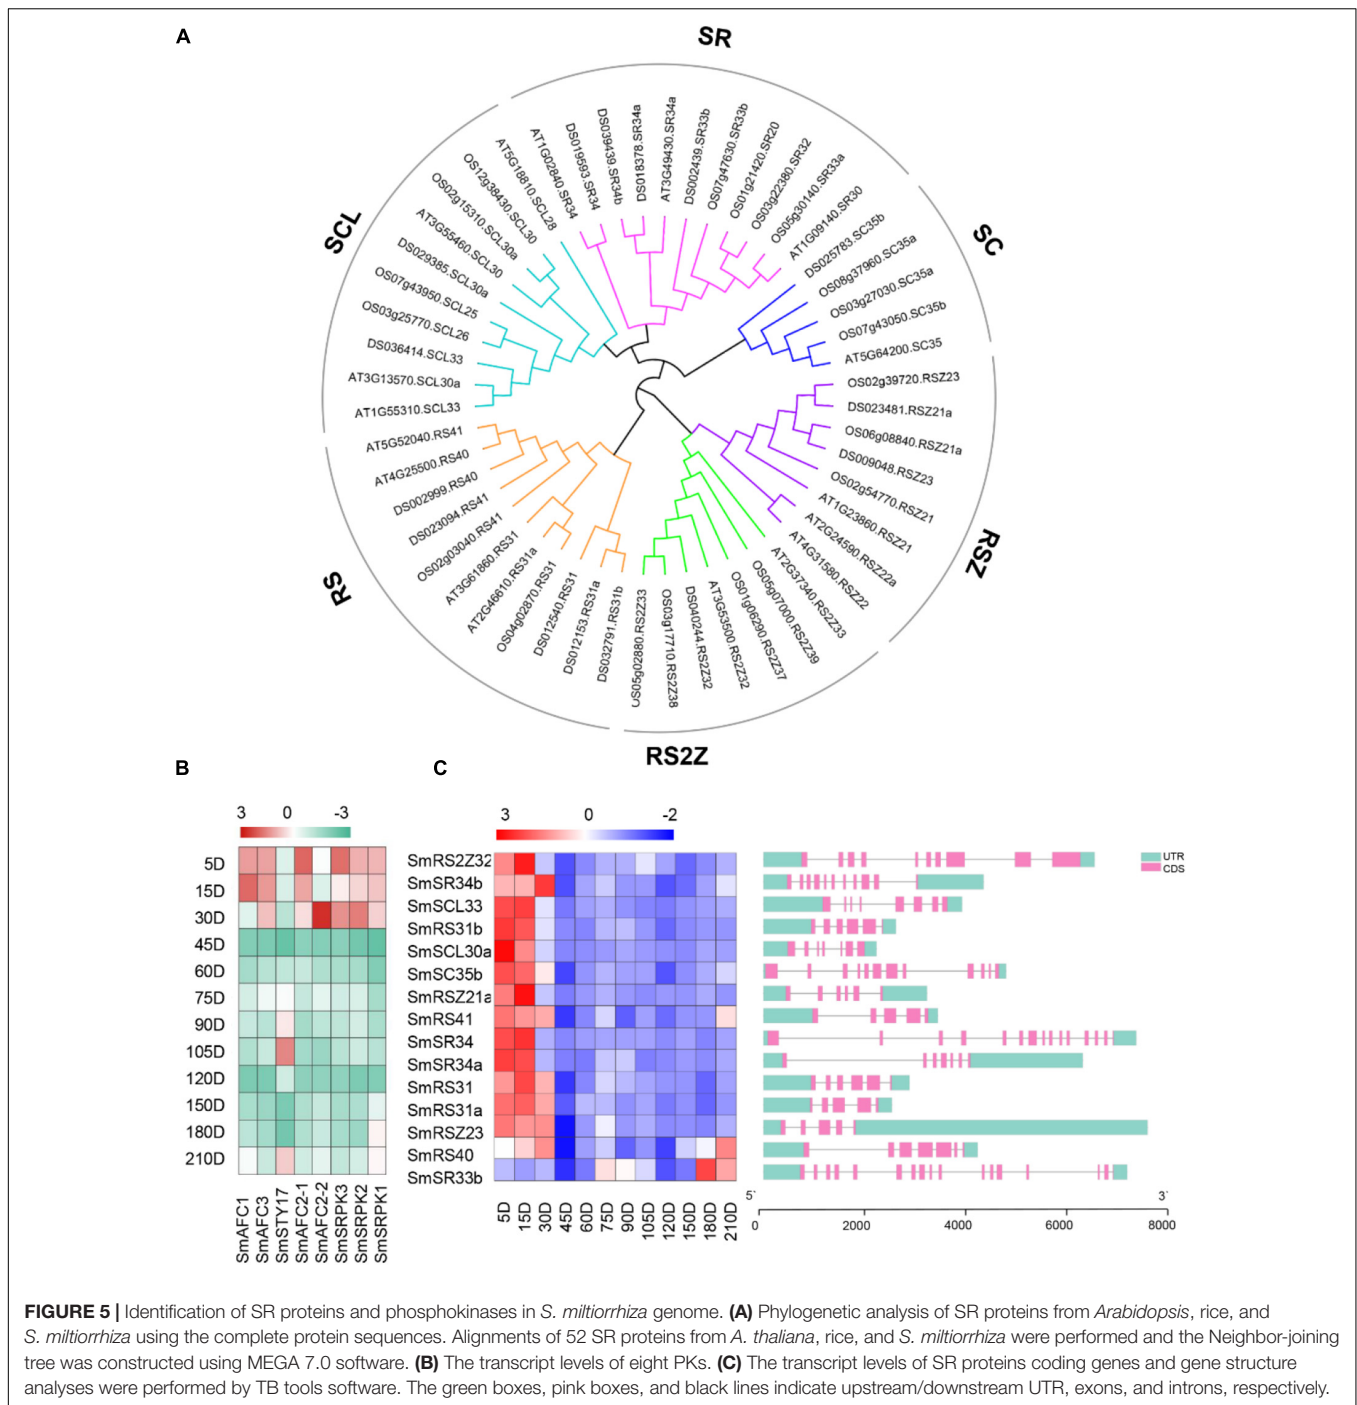 A
SR
SC
RSZ
RS2Z
RS
SCL
AT1G02840.SR34
DS019593.SR34
DS039439.SR34b
DS018378.SR34a
AT3G49430.SR34a
DS002439.SR33b
OS07g47630.SR33b
OS01g21420.SR20
OS03g22380.SR32
OS05g30140.SR33a
AT1G09140.SR30
DS025783.SC35b
OS08g37960.SC35a
OS03g27030.SC35a
OS07g43050.SC35b
AT5G64200.SC35
OS02g39720.RSZ23
DS023481.RSZ21a
OS06g08840.RSZ21a
DS009048.RSZ23
OS02g54770.RSZ21
AT1G23860.RSZ21
AT2G24590.RSZ22a
AT4G31580.RSZ22
AT2G37340.RS2Z33
OS05g07000.RS2Z39
OS01g06290.RS2Z37
AT3G53500.RS2Z32
DS040244.RS2Z32
OS03g17710.RS2Z38
OS05g02880.RS2Z33
DS032791.RS31b
DS012153.RS31a
DS012540.RS31
OS04g02870.RS31
AT2G46610.RS31a
AT3G61860.RS31
OS02g03040.RS41
DS023094.RS41
DS002999.RS40
AT4G25500.RS40
AT5G52040.RS41
AT1G55310.SCL33
AT3G13570.SCL30a
DS036414.SCL33
OS03g25770.SCL26
OS07g43950.SCL25
DS029385.SCL30a
AT3G55460.SCL30
OS02g15310.SCL30a
OS12g38430.SCL30
AT5G18810.SCL28
B
3 0 -3
5D
15D
30D
45D
60D
75D
90D
105D
120D
150D
180D
210D
SmAFC1
SmAFC3
SmSTY17
SmAFC2-1
SmAFC2-2
SmSRPK3
SmSRPK2
SmSRPK1
C
3 0 -2
SmRS2Z32
SmSR34b
SmSCL33
SmRS31b
SmSCL30a
SmSC35b
SmRSZ21a
SmRS41
SmSR34
SmSR34a
SmRS31
SmRS31a
SmRSZ23
SmRS40
SmSR33b
5D
15D
30D
45D
60D
75D
90D
105D
120D
150D
180D
210D
UTR
CDS
5` 3`
0 2000 4000 6000 8000
FIGURE 5 | Identification of SR proteins and phosphokinases in S. miltiorrhiza genome. (A) Phylogenetic analysis of SR proteins from Arabidopsis, rice, and
S. miltiorrhiza using the complete protein sequences. Alignments of 52 SR proteins from A. thaliana, rice, and S. miltiorrhiza were performed and the Neighbor-joining
tree was constructed using MEGA 7.0 software. (B) The transcript levels of eight PKs. (C) The transcript levels of SR proteins coding genes and gene structure
analyses were performed by TB tools software. The green boxes, pink boxes, and black lines indicate upstream/downstream UTR, exons, and introns, respectively.